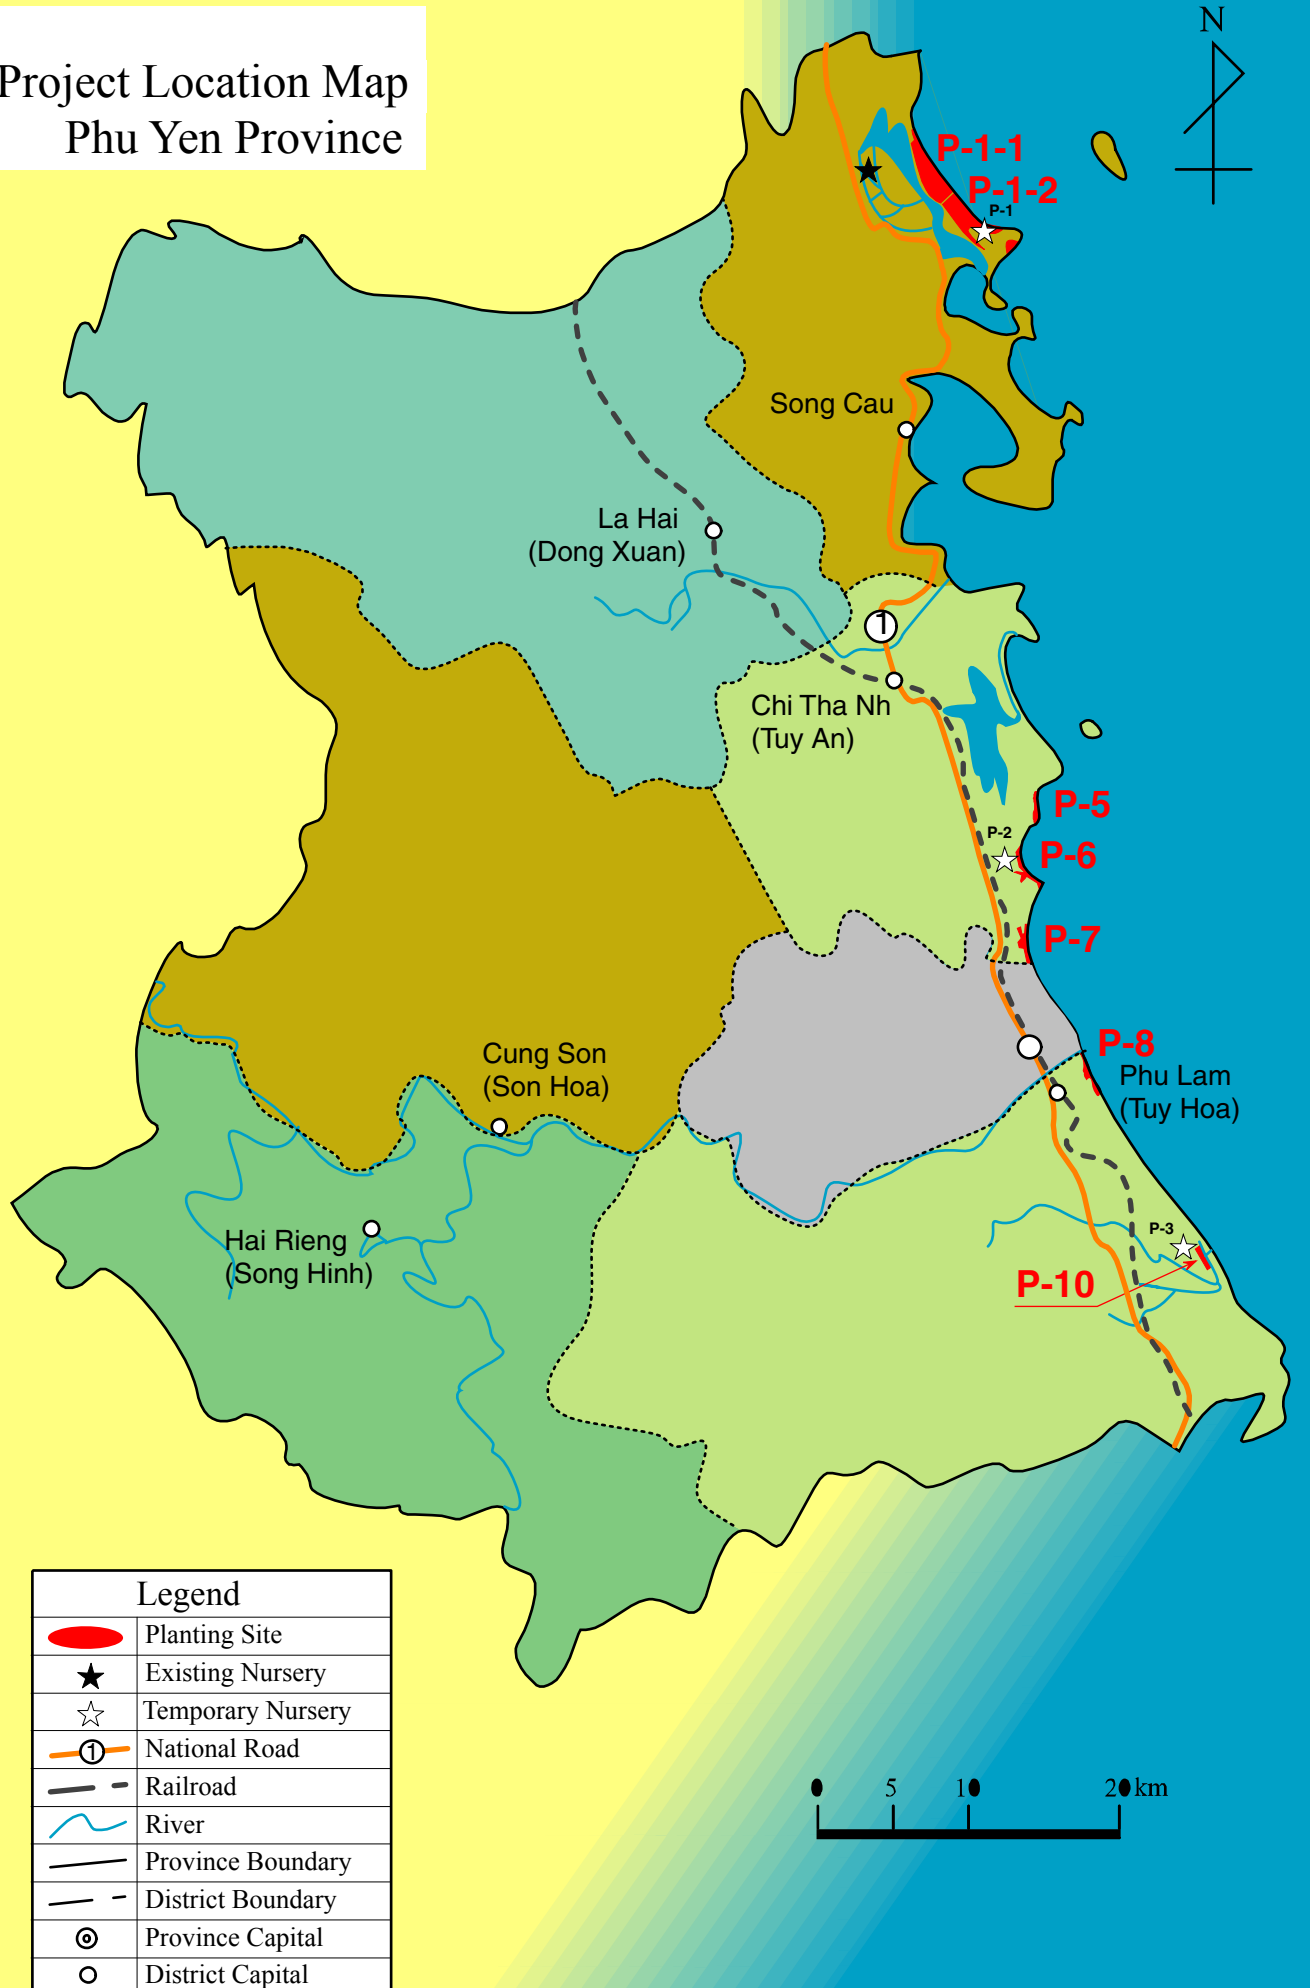 Project Location Map
Phu Yen Province
N
P-1-1
P-1-2
P-1
Song Cau
La Hai
(Dong Xuan)
1
Chi Tha Nh
(Tuy An)
P-5
P-2
P-6
P-7
P-8
Phu Lam
(Tuy Hoa)
Cung Son
(Son Hoa)
Hai Rieng
(Song Hinh)
P-3
P-10
Legend
Planting Site
Existing Nursery
Temporary Nursery
1 National Road
Railroad
River
Province Boundary
District Boundary
Province Capital
District Capital
0 5 10 20 km